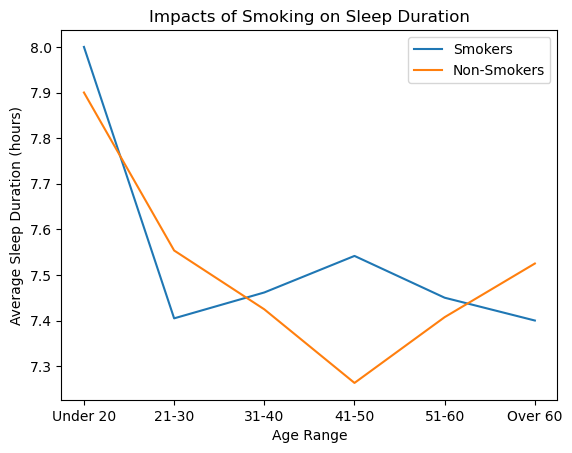 Impacts of Smoking on Sleep Duration
Smokers
Non-Smokers
Average Sleep Duration (hours)
8.0
7.9
7.8
7.7
7.6
7.5
7.4
7.3
Under 20 21-30 31-40 41-50 51-60 Over 60
Age Range